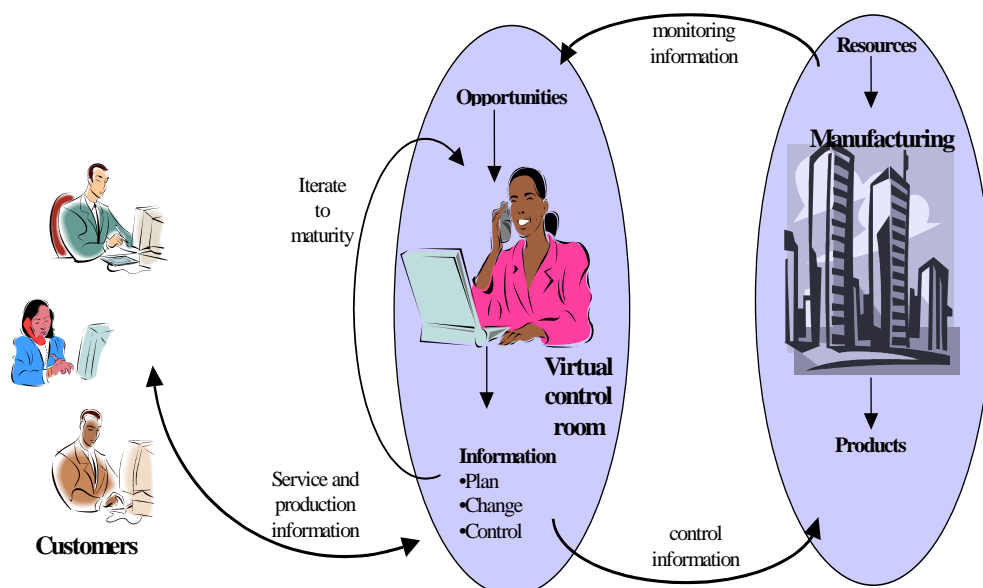 monitoring
information
Resources
Opportunities
Manufacturing
Iterate
to
maturity
Virtual
control
room
Products
Information
•Plan
•Change
•Control
Service and
production
information
control
information
Customers